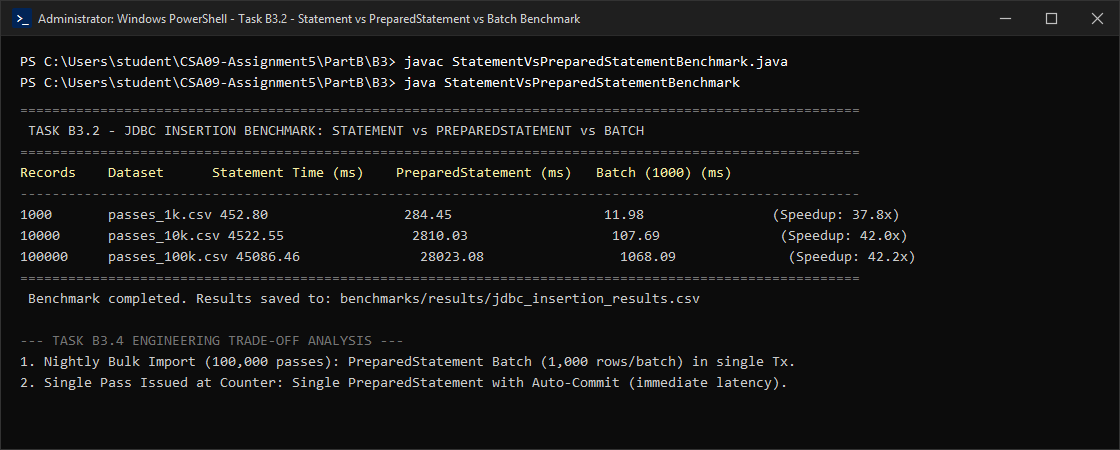 Administrator: Windows PowerShell - Task B3.2 - Statement vs PreparedStatement vs Batch Benchmark
PS C:\Users\student\CSA09-Assignment5\PartB\B3> javac StatementVsPreparedStatementBenchmark.java
PS C:\Users\student\CSA09-Assignment5\PartB\B3> java StatementVsPreparedStatementBenchmark
=========================================================================================================
TASK B3.2 - JDBC INSERTION BENCHMARK: STATEMENT vs PREPAREDSTATEMENT vs BATCH
=========================================================================================================
Records    Dataset      Statement Time (ms)    PreparedStatement (ms)   Batch (1000) (ms)
---------------------------------------------------------------------------------------------------------
1000       passes_1k.csv 452.80                 284.45                   11.98                (Speedup: 37.8x)
10000      passes_10k.csv 4522.55                2810.03                  107.69               (Speedup: 42.0x)
100000     passes_100k.csv 45086.46               28023.08                 1068.09              (Speedup: 42.2x)
=========================================================================================================
Benchmark completed. Results saved to: benchmarks/results/jdbc_insertion_results.csv
--- TASK B3.4 ENGINEERING TRADE-OFF ANALYSIS ---
1. Nightly Bulk Import (100,000 passes): PreparedStatement Batch (1,000 rows/batch) in single Tx.
2. Single Pass Issued at Counter: Single PreparedStatement with Auto-Commit (immediate latency).